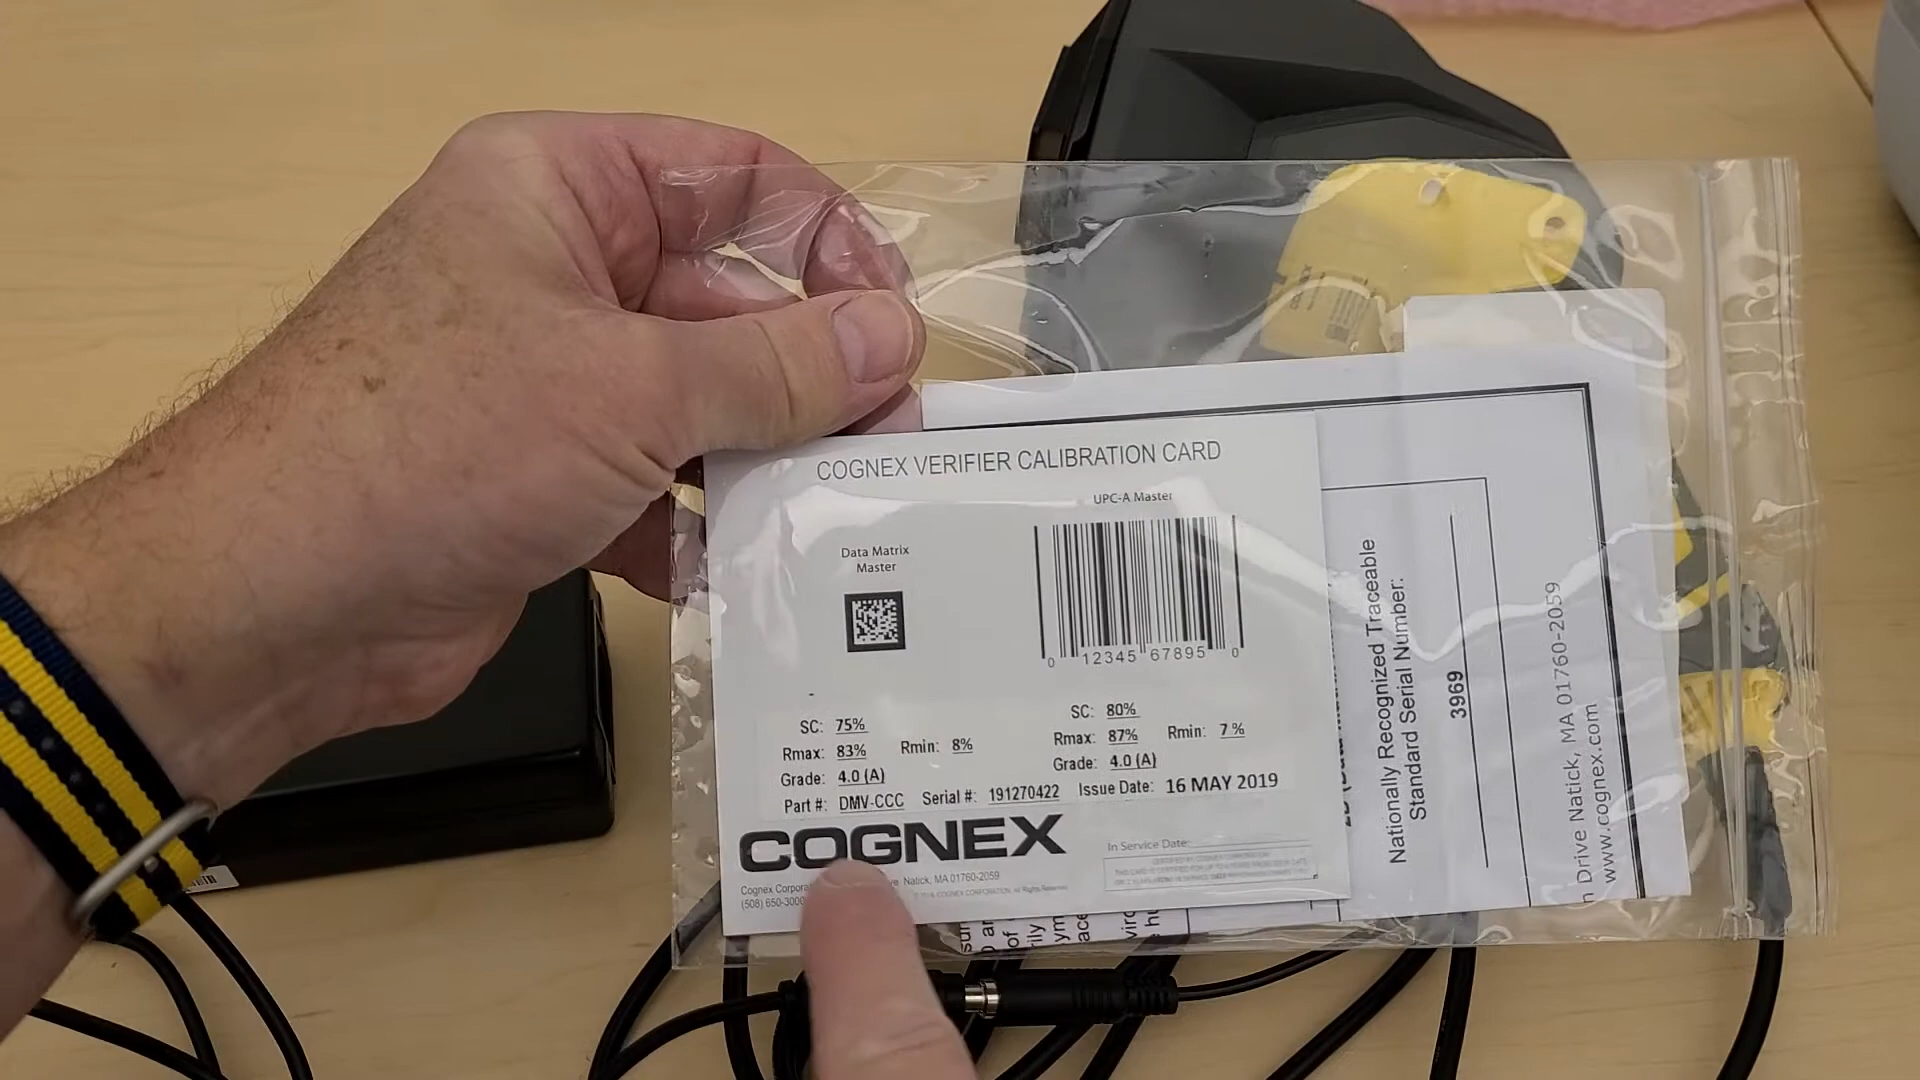 COGNEX VERIFIER CALIBRATION CARD
UPC-A Master
Data Matrix
Master
0 12345 67895 0
SC: 75%
Rmax: 83% Rmin: 8%
Grade: 4.0 (A)
SC: 80%
Rmax: 87% Rmin: 7 %
Grade: 4.0 (A)
Part #: DMV-CCC Serial #: 191270422 Issue Date: 16 MAY 2019
COGNEX
In Service Date:
Cognex Natick, MA 01760-2059
(508) 650-3000
Nationally Recognized Traceable
Standard Serial Number:
3969
Drive Natick, MA 01760-2059
www.cognex.com